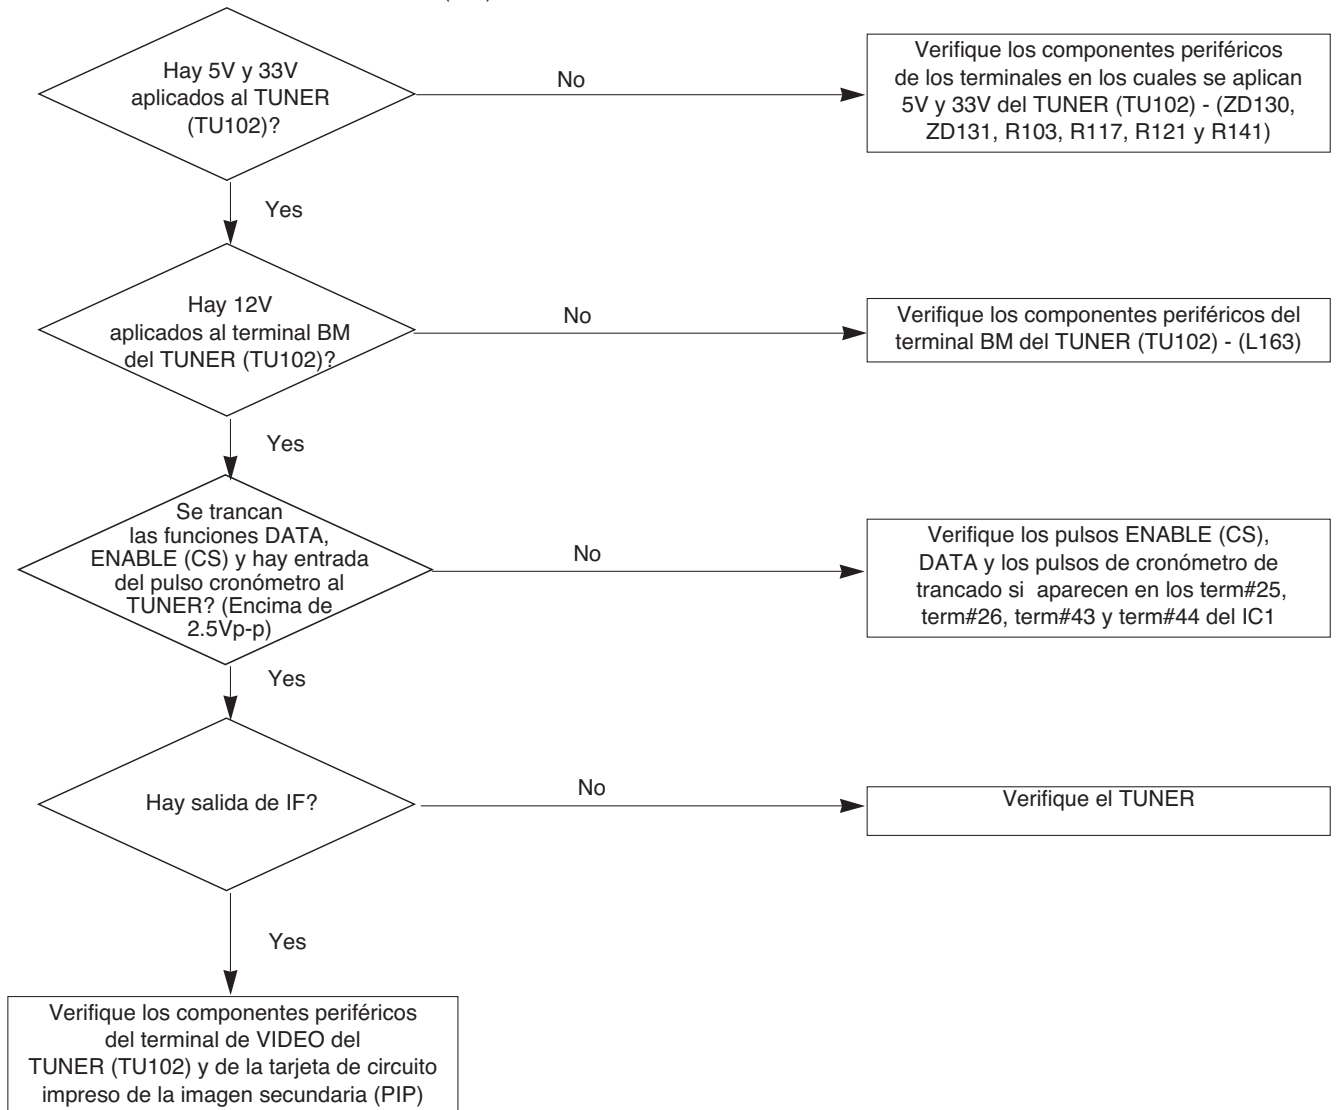 Hay 5V y 33V
aplicados al TUNER
(TU102)?
No
Verifique los componentes periféricos
de los terminales en los cuales se aplican
5V y 33V del TUNER (TU102) - (ZD130,
ZD131, R103, R117, R121 y R141)
Yes
Hay 12V
aplicados al terminal BM
del TUNER (TU102)?
No
Verifique los componentes periféricos del
terminal BM del TUNER (TU102) - (L163)
Yes
Se trancan
las funciones DATA,
ENABLE (CS) y hay entrada
del pulso cronómetro al
TUNER? (Encima de
2.5Vp-p)
No
Verifique los pulsos ENABLE (CS),
DATA y los pulsos de cronómetro de
trancado si aparecen en los term#25,
term#26, term#43 y term#44 del IC1
Yes
Hay salida de IF?
No
Verifique el TUNER
Yes
Verifique los componentes periféricos
del terminal de VIDEO del
TUNER (TU102) y de la tarjeta de circuito
impreso de la imagen secundaria (PIP)